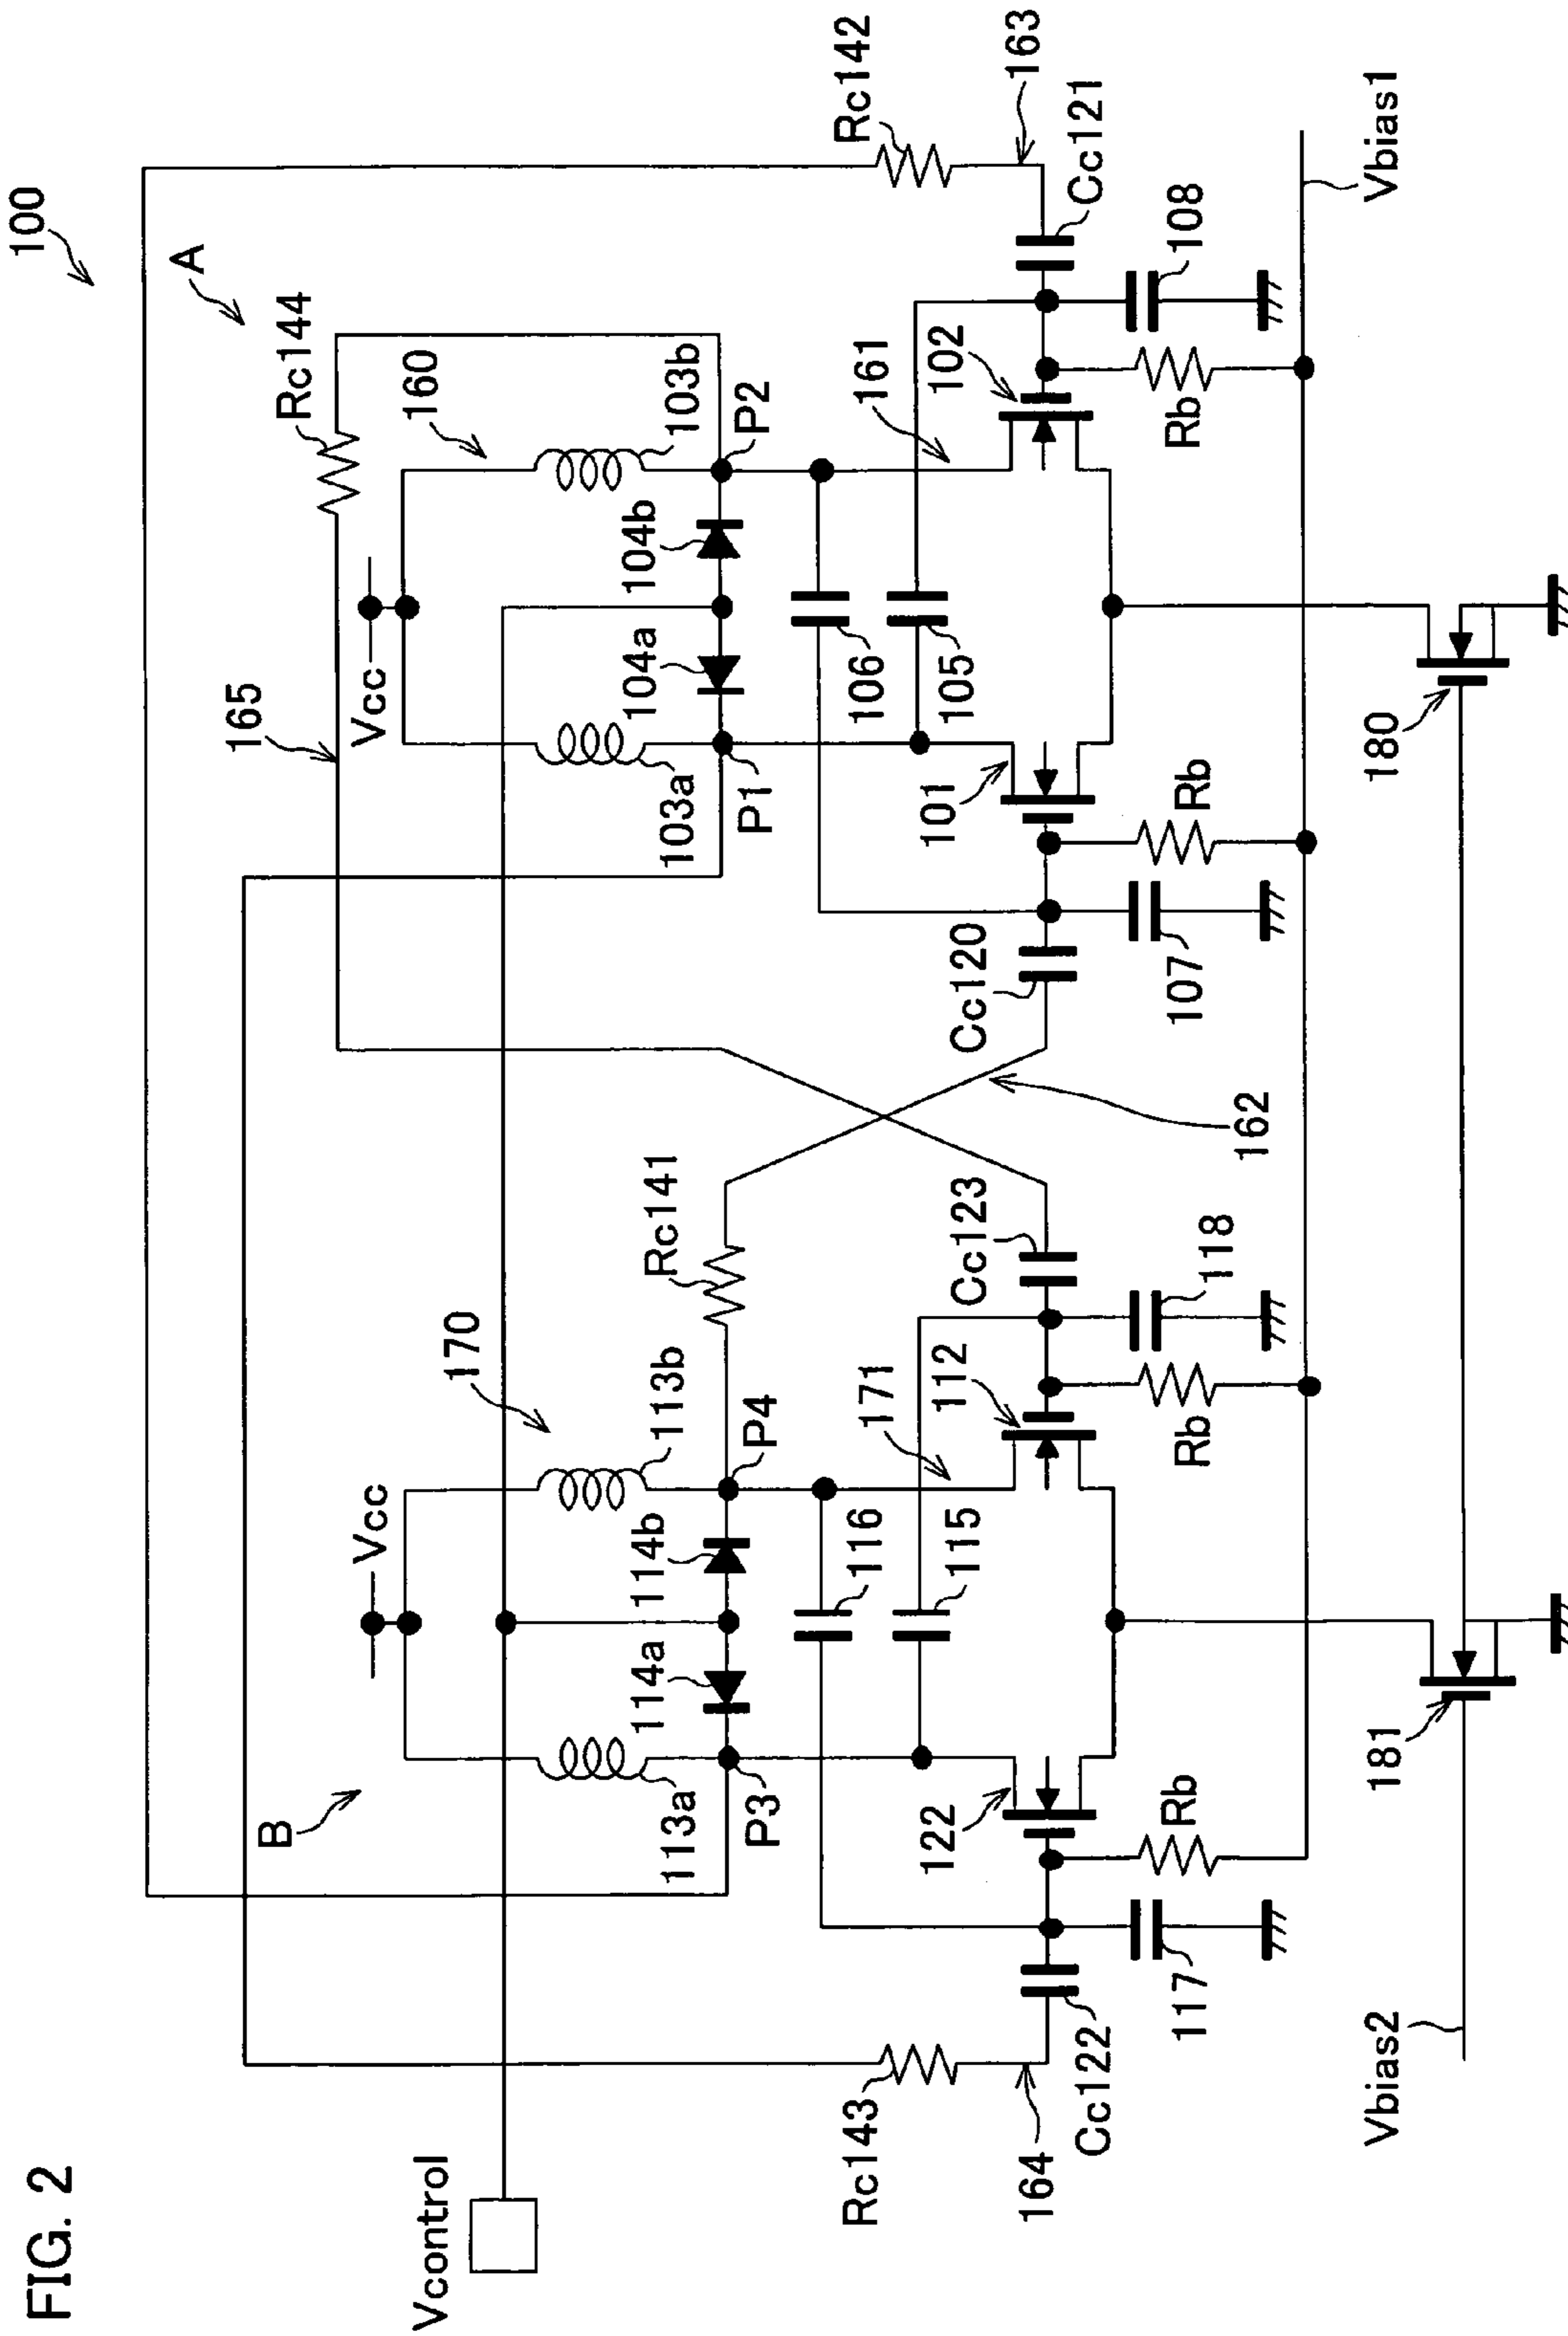 FIG. 2
100
A
B
Vcontrol
Rc144
165
160
Vcc
103b
103a
P2
P1
104b
104a
170
Vcc
113b
113a
P4
P3
114b
114a
Rc141
Rc142
163
Cc121
161
102
108
Rb
106
105
101
Rb
Cc120
107
162
Cc123
118
171
112
Rb
116
115
122
Rb
117
Cc122
Rc143
164
Vbias1
180
181
Vbias2